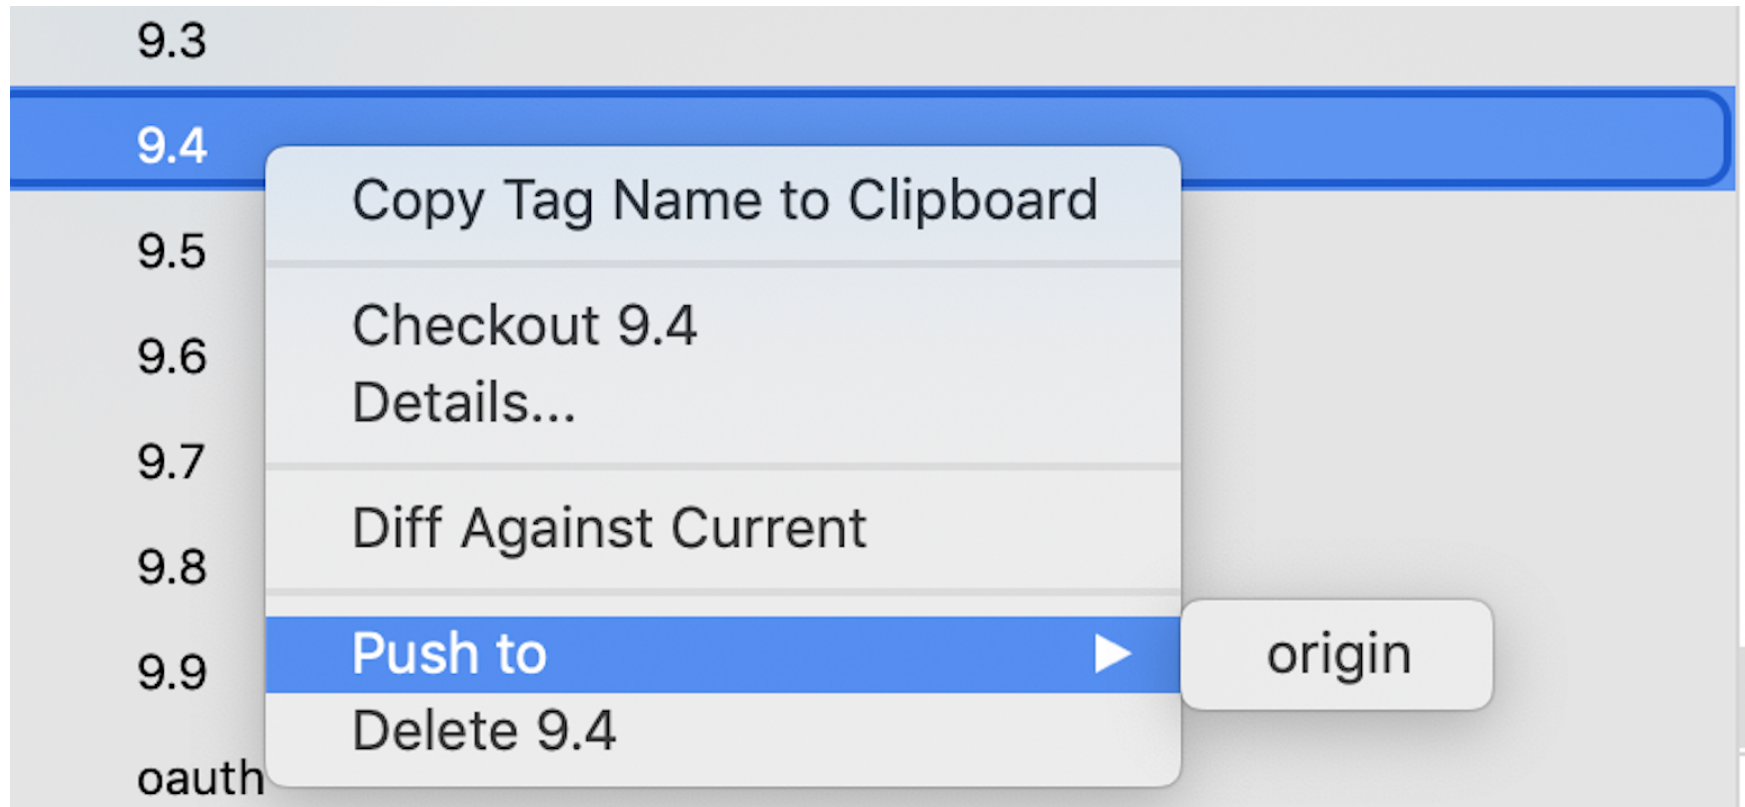 9.3
9.4
Copy Tag Name to Clipboard
9.5
Checkout 9.4
9.6
Details...
9.7
Diff Against Current
9.8
Push to
origin
9.9
Delete 9.4
oauth